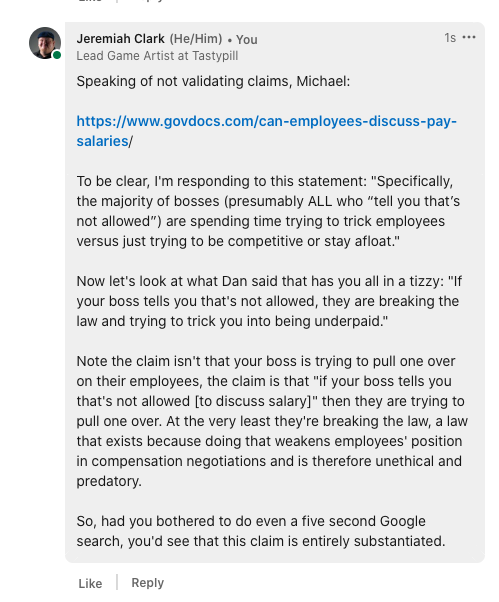 Jeremiah Clark (He/Him) • You
1s •••
Lead Game Artist at Tastypill
Speaking of not validating claims, Michael:
https://www.govdocs.com/can-employees-discuss-pay-
salaries/
To be clear, I'm responding to this statement: "Specifically,
the majority of bosses (presumably ALL who “tell you that’s
not allowed”) are spending time trying to trick employees
versus just trying to be competitive or stay afloat."
Now let's look at what Dan said that has you all in a tizzy: "If
your boss tells you that's not allowed, they are breaking the
law and trying to trick you into being underpaid."
Note the claim isn't that your boss is trying to pull one over
on their employees, the claim is that "if your boss tells you
that's not allowed [to discuss salary]" then they are trying to
pull one over. At the very least they're breaking the law, a law
that exists because doing that weakens employees' position
in compensation negotiations and is therefore unethical and
predatory.
So, had you bothered to do even a five second Google
search, you'd see that this claim is entirely substantiated.
Like | Reply